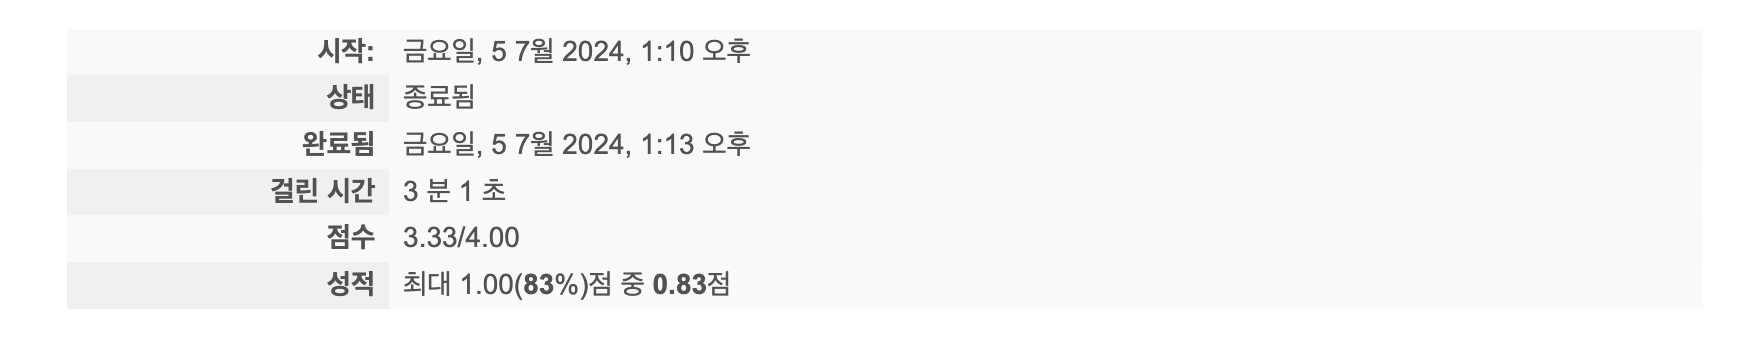 시작: 금요일, 5 7월 2024, 1:10 오후
상태 종료됨
완료됨 금요일, 5 7월 2024, 1:13 오후
걸린 시간 3 분 1 초
점수 3.33/4.00
성적 최대 1.00(83%)점 중 0.83점